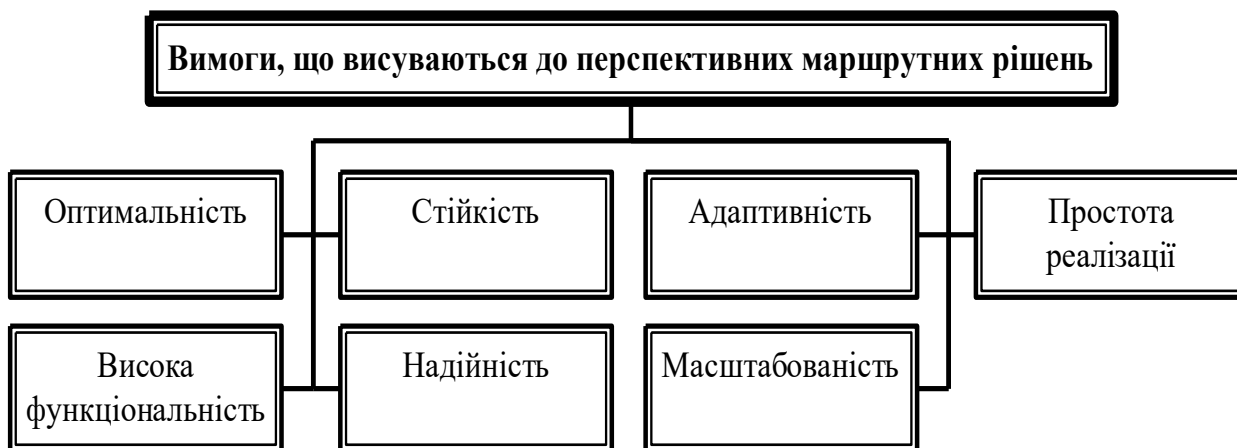 Вимоги, що висуваються до перспективних маршрутних рішень
Оптимальність
Стійкість
Адаптивність
Простота
реалізації
Висока
функціональність
Надійність
Масштабованість